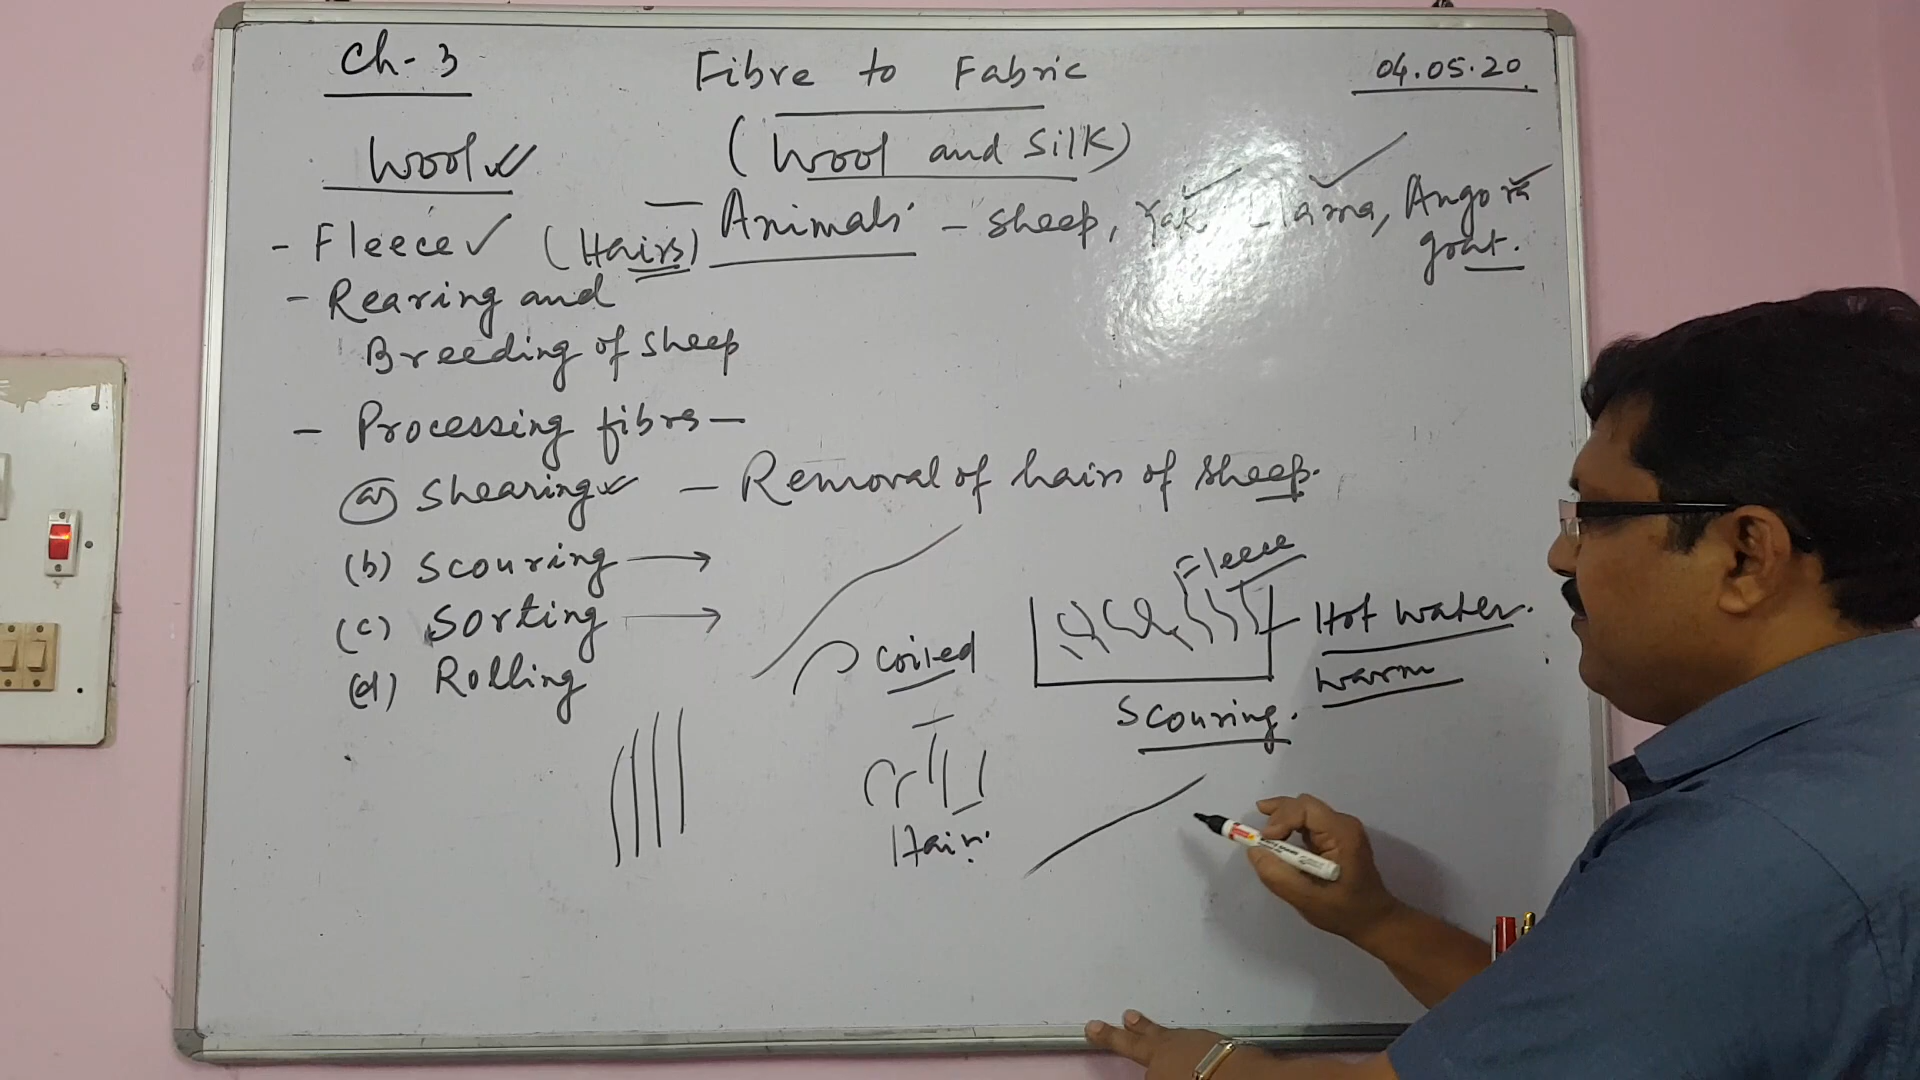 Ch-3 Fibre to Fabric 04.05.20
Wool (Wool and Silk)
- Fleece (Hairs) Animals - Sheep, Yak Llama, Angora goat.
- Rearing and
Breeding of Sheep
- Processing fibres -
(a) Shearing - Removal of hairs of sheep.
(b) Scouring →
Fleece
(c) Sorting →
Coiled
Hot Water.
Warm
(d) Rolling
Scouring.
Hair.